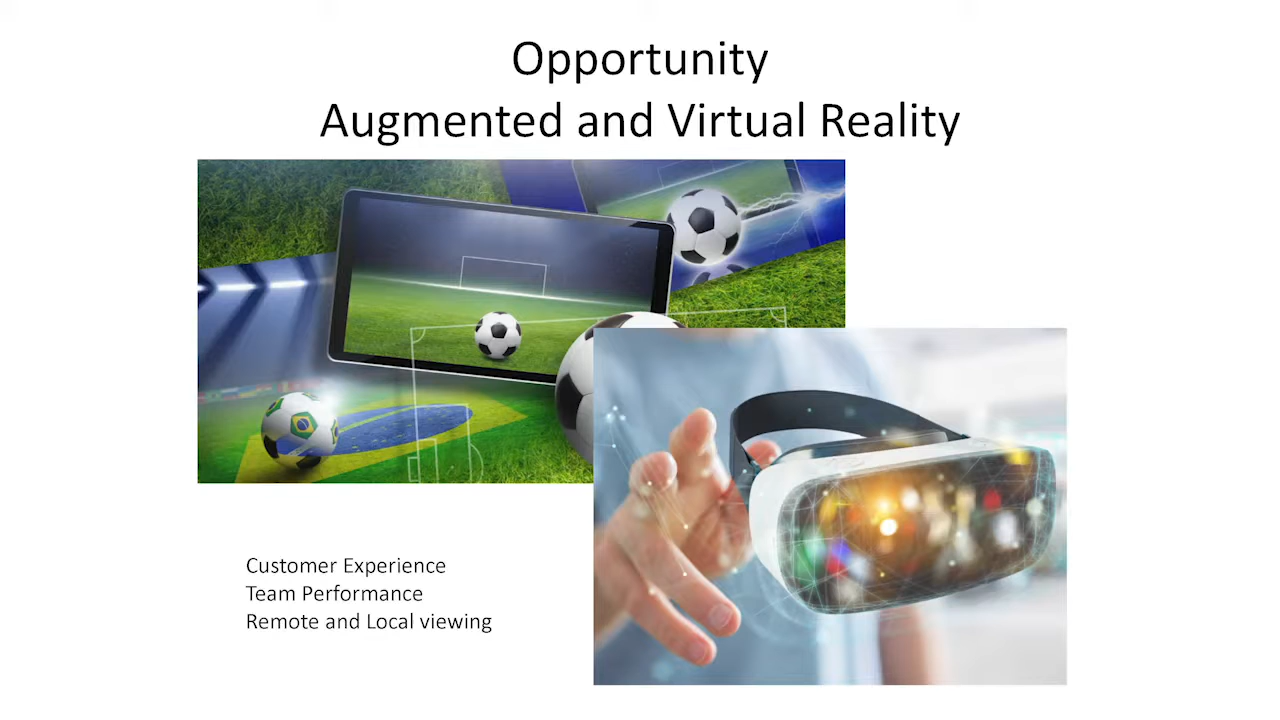 Opportunity
Augmented and Virtual Reality
Customer Experience
Team Performance
Remote and Local viewing